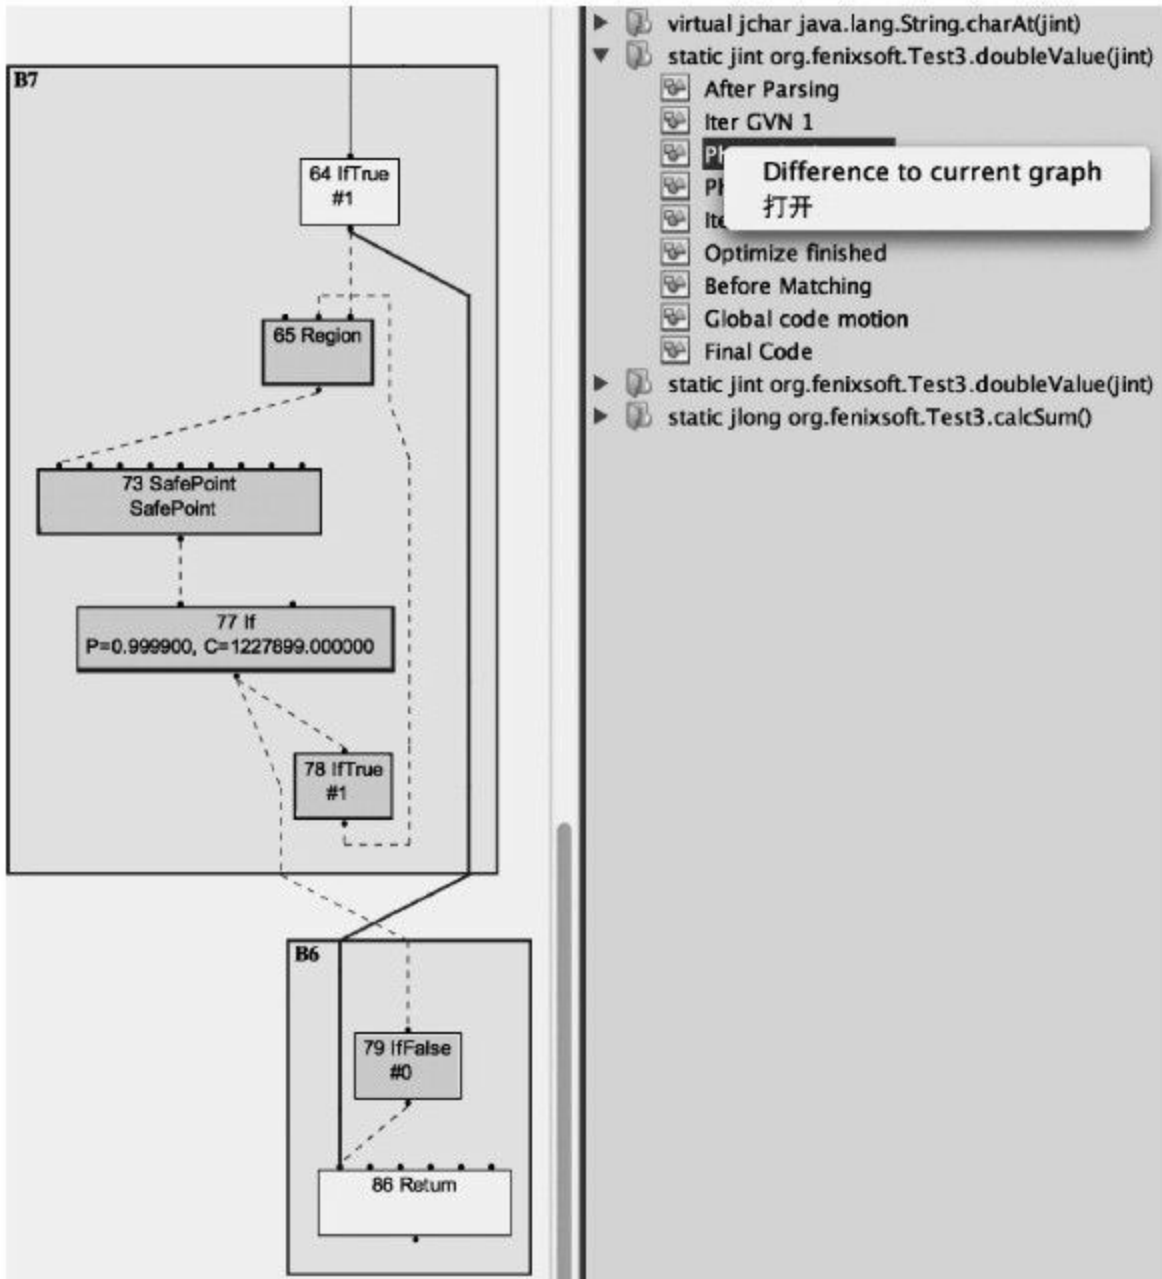 B7
64 IfTrue
#1
65 Region
73 SafePoint
SafePoint
77 If
P=0.999900, C=1227899.000000
78 IfTrue
#1
B6
79 IfFalse
#0
86 Return
virtual jchar java.lang.String.charAt(jint)
static jint org.fenixsoft.Test3.doubleValue(jint)
After Parsing
Iter GVN 1
Difference to current graph
打开
Optimize finished
Before Matching
Global code motion
Final Code
static jint org.fenixsoft.Test3.doubleValue(jint)
static jlong org.fenixsoft.Test3.calcSum()